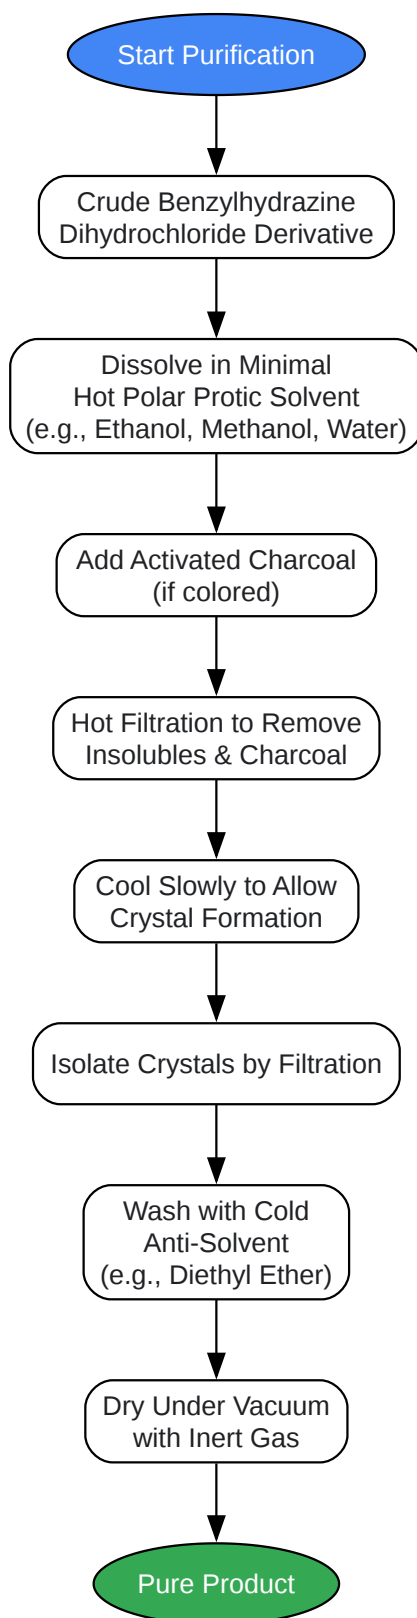 Start Purification
Crude Benzylhydrazine
Dihydrochloride Derivative
Dissolve in Minimal
Hot Polar Protic Solvent
(e.g., Ethanol, Methanol, Water)
Add Activated Charcoal
(if colored)
Hot Filtration to Remove
Insolubles & Charcoal
Cool Slowly to Allow
Crystal Formation
Isolate Crystals by Filtration
Wash with Cold
Anti-Solvent
(e.g., Diethyl Ether)
Dry Under Vacuum
with Inert Gas
Pure Product